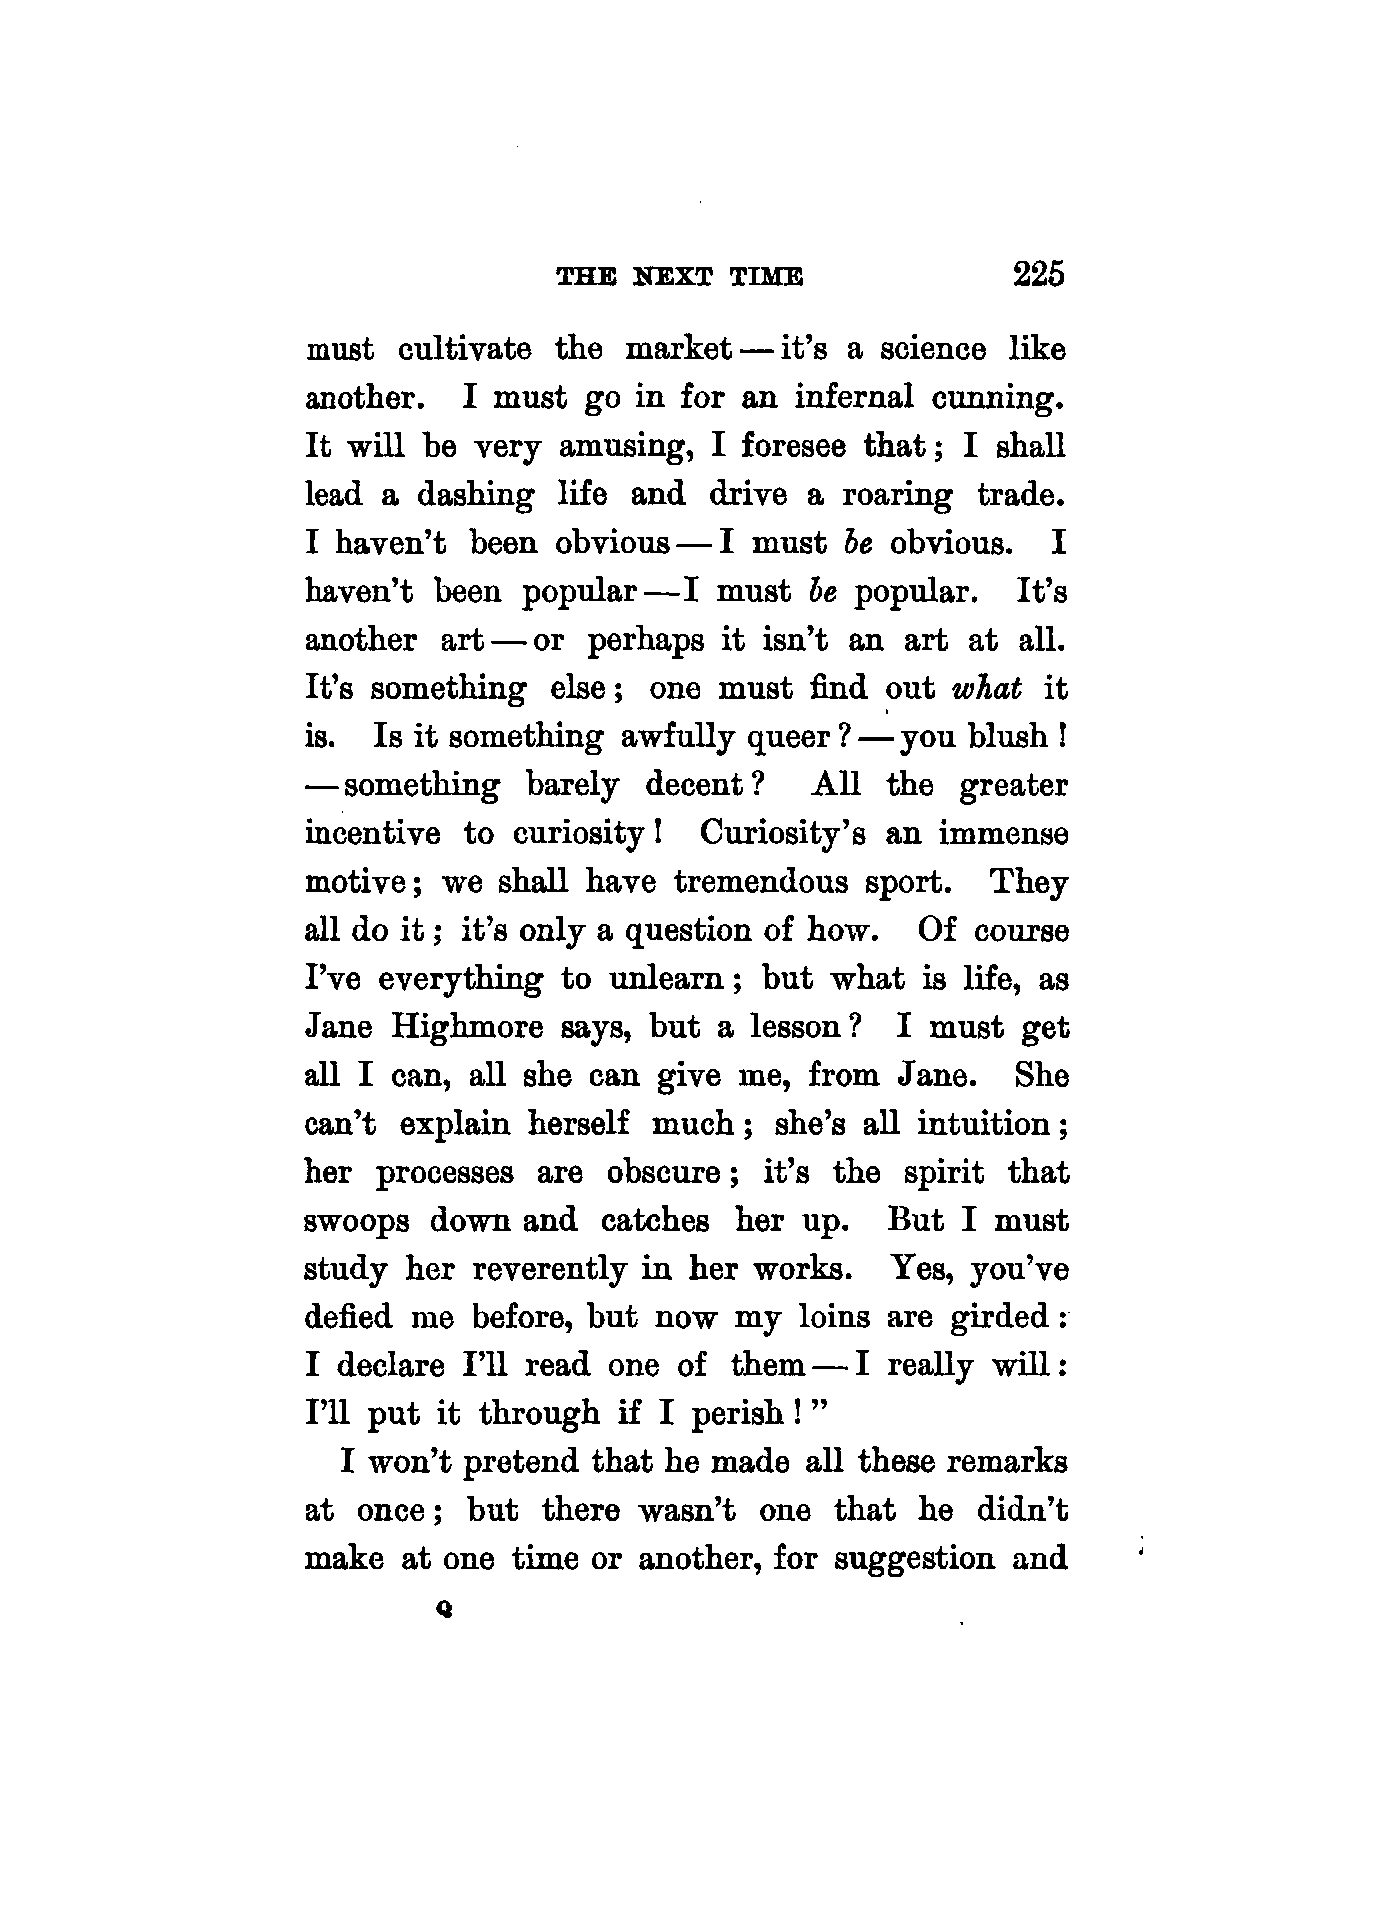 THE NEXT TIME 225
must cultivate the market — it's a science like
another. I must go in for an infernal cunning.
It will be very amusing, I foresee that; I shall
lead a dashing life and drive a roaring trade.
I haven't been obvious — I must be obvious. I
haven't been popular — I must be popular. It's
another art — or perhaps it isn't an art at all.
It's something else; one must find out what it
is. Is it something awfully queer? — you blush!
— something barely decent? All the greater
incentive to curiosity! Curiosity's an immense
motive; we shall have tremendous sport. They
all do it; it's only a question of how. Of course
I've everything to unlearn; but what is life, as
Jane Highmore says, but a lesson? I must get
all I can, all she can give me, from Jane. She
can't explain herself much; she's all intuition;
her processes are obscure; it's the spirit that
swoops down and catches her up. But I must
study her reverently in her works. Yes, you've
defied me before, but now my loins are girded:
I declare I'll read one of them — I really will:
I'll put it through if I perish!"
I won't pretend that he made all these remarks
at once; but there wasn't one that he didn't
make at one time or another, for suggestion and
Q